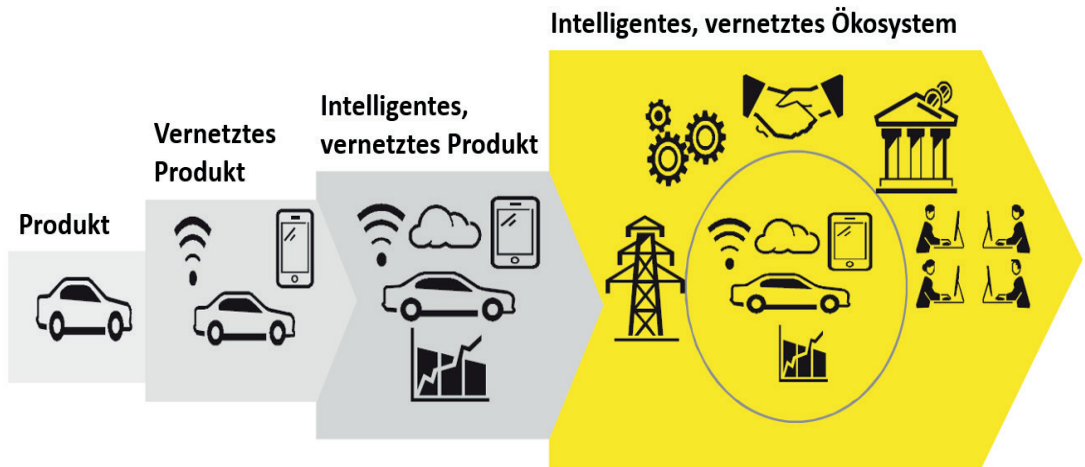 Produkt
Vernetztes
Produkt
Intelligentes,
vernetztes Produkt
Intelligentes, vernetztes Ökosystem